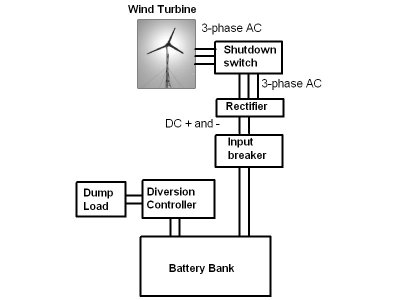 Wind Turbine
3-phase AC
Shutdown
switch
3-phase AC
Rectifier
DC + and -
Input
breaker
Dump
Load
Diversion
Controller
Battery Bank